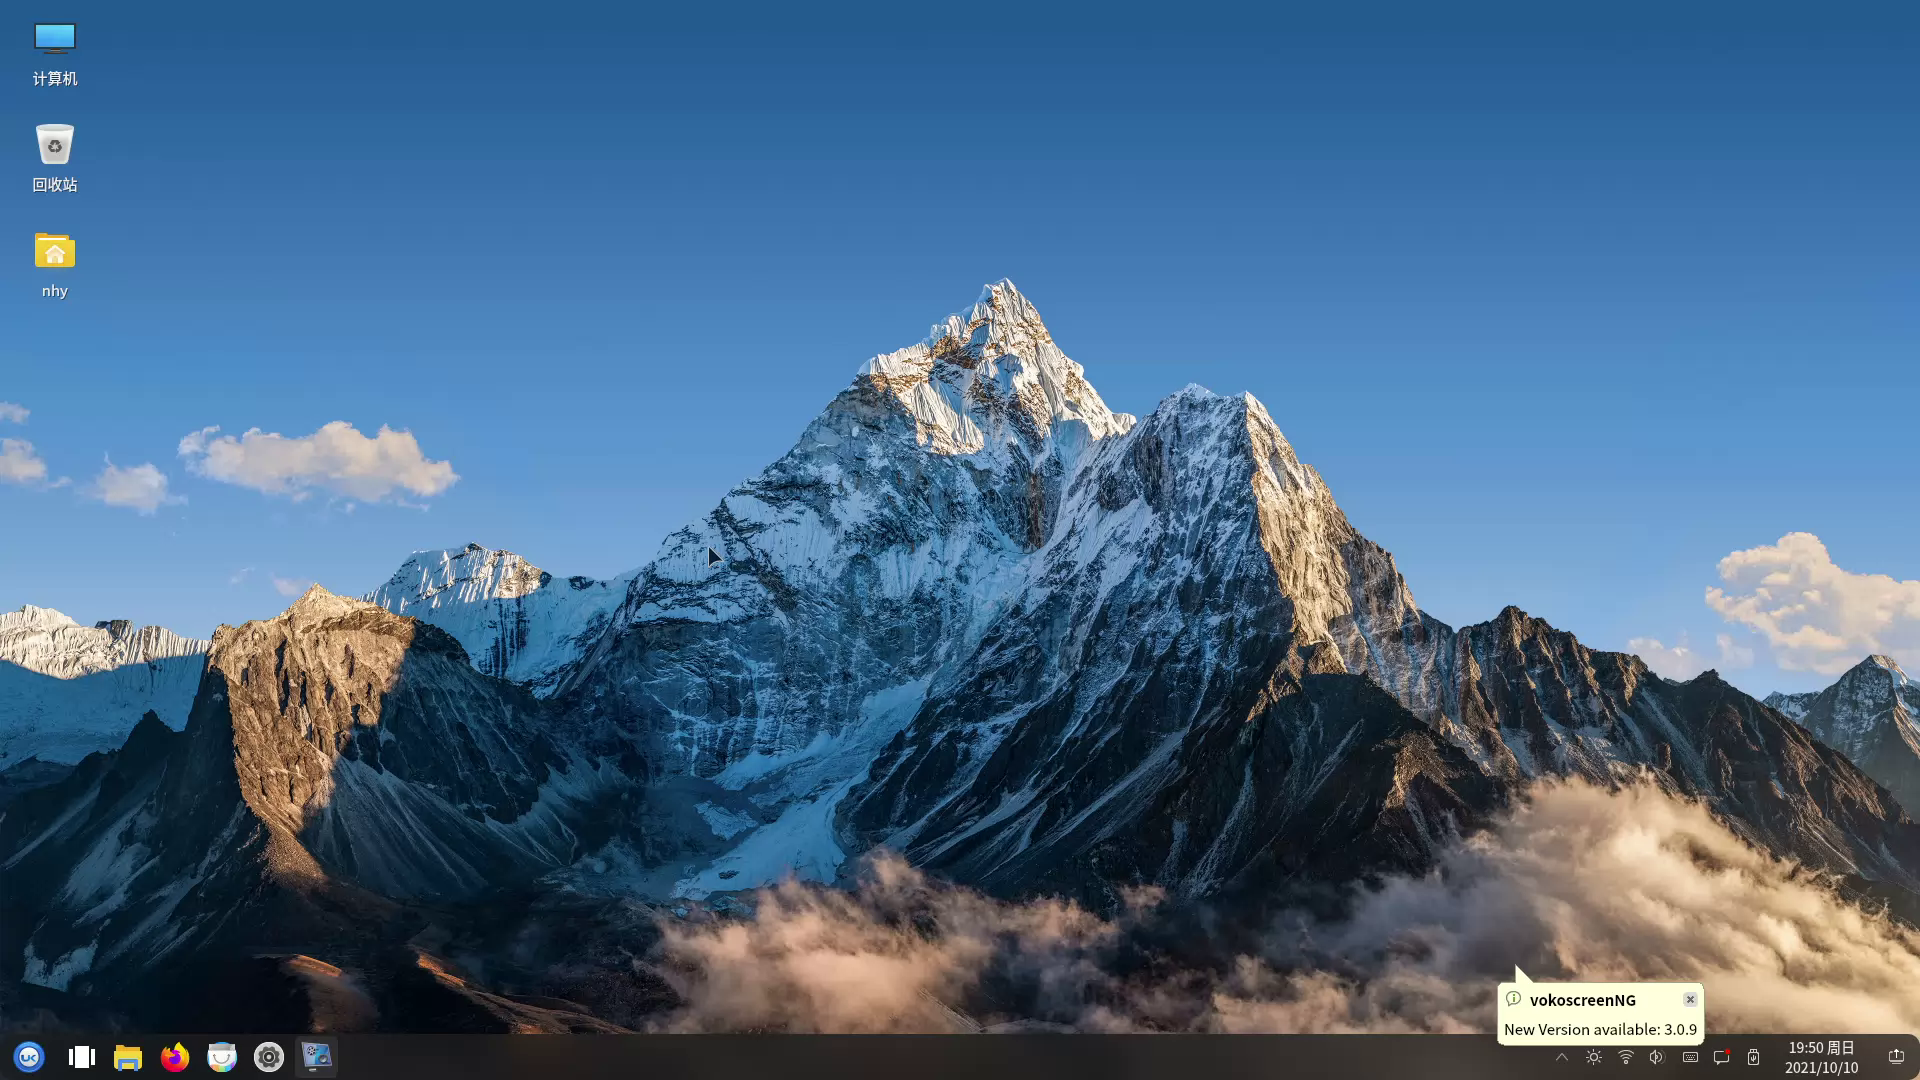 计算机
回收站
nhy
vokoscreenNG
New Version available: 3.0.9
19:50 周日
2021/10/10